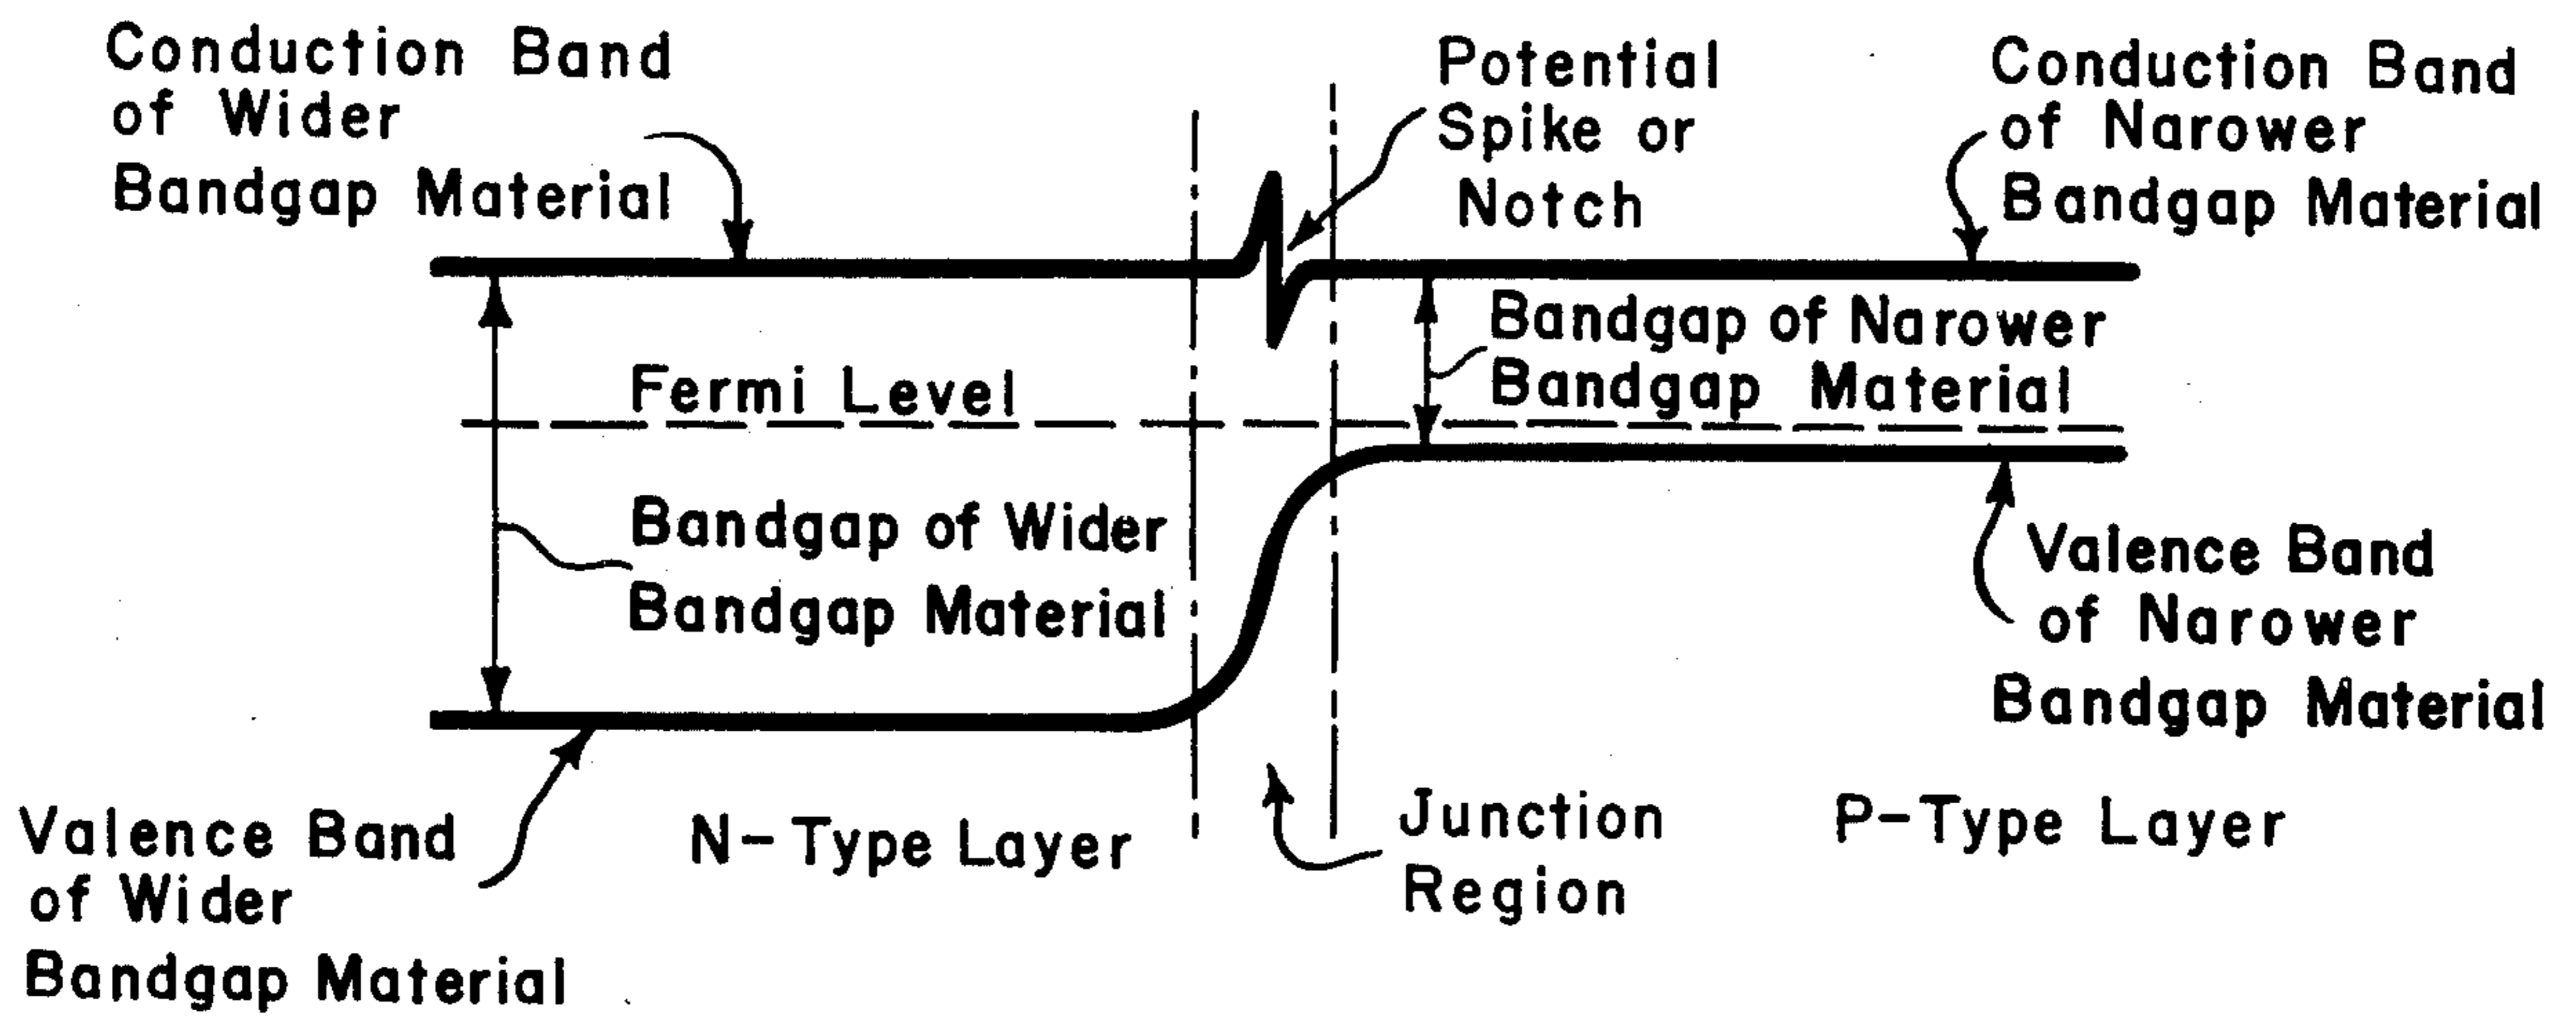 Conduction Band
of Wider
Bandgap Material
Potential
Spike or
Notch
Conduction Band
of Narower
Bandgap Material
Fermi Level
Bandgap of Narower
Bandgap Material
Bandgap of Wider
Bandgap Material
Valence Band
of Narower
Bandgap Material
Valence Band
of Wider
Bandgap Material
N-Type Layer
Junction
Region
P-Type Layer